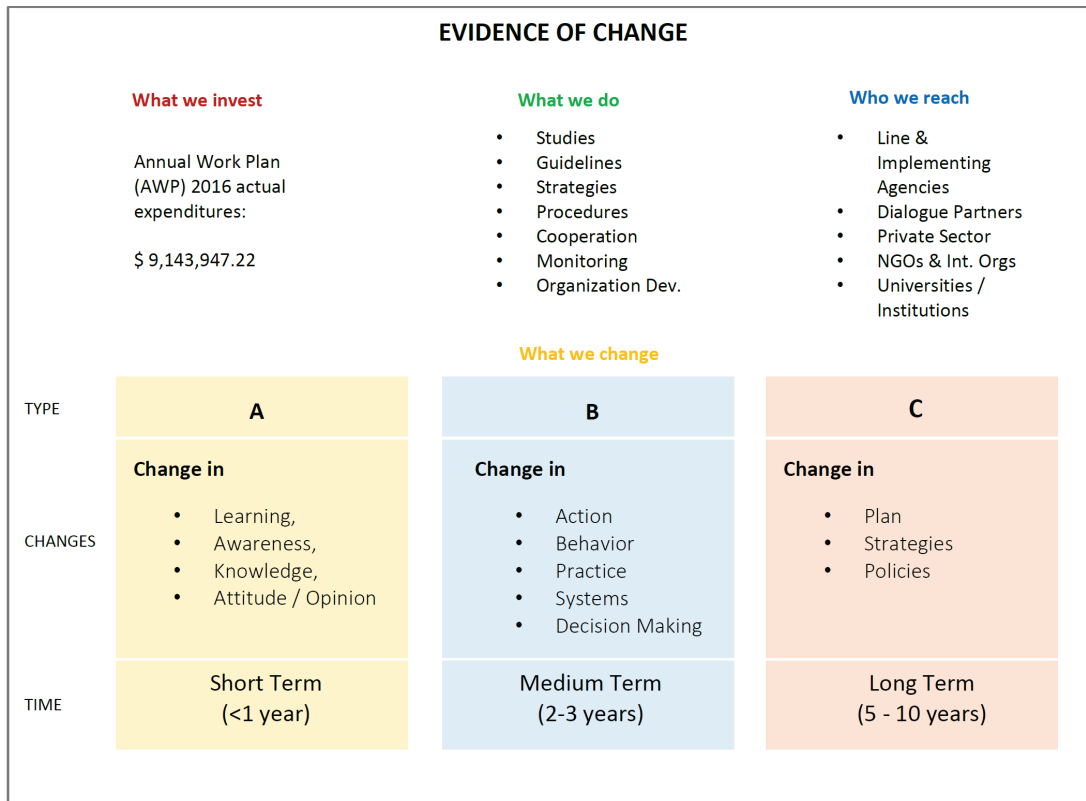 EVIDENCE OF CHANGE
What we invest
Annual Work Plan
(AWP) 2016 actual
expenditures:
$ 9,143,947.22
What we do
• Studies
• Guidelines
• Strategies
• Procedures
• Cooperation
• Monitoring
• Organization Dev.
Who we reach
• Line &
Implementing
Agencies
• Dialogue Partners
• Private Sector
• NGOs & Int. Orgs
• Universities /
Institutions
What we change
TYPE
A
B
C
CHANGES
Change in
• Learning,
• Awareness,
• Knowledge,
• Attitude / Opinion
Change in
• Action
• Behavior
• Practice
• Systems
• Decision Making
Change in
• Plan
• Strategies
• Policies
TIME
Short Term
(<1 year)
Medium Term
(2-3 years)
Long Term
(5 - 10 years)